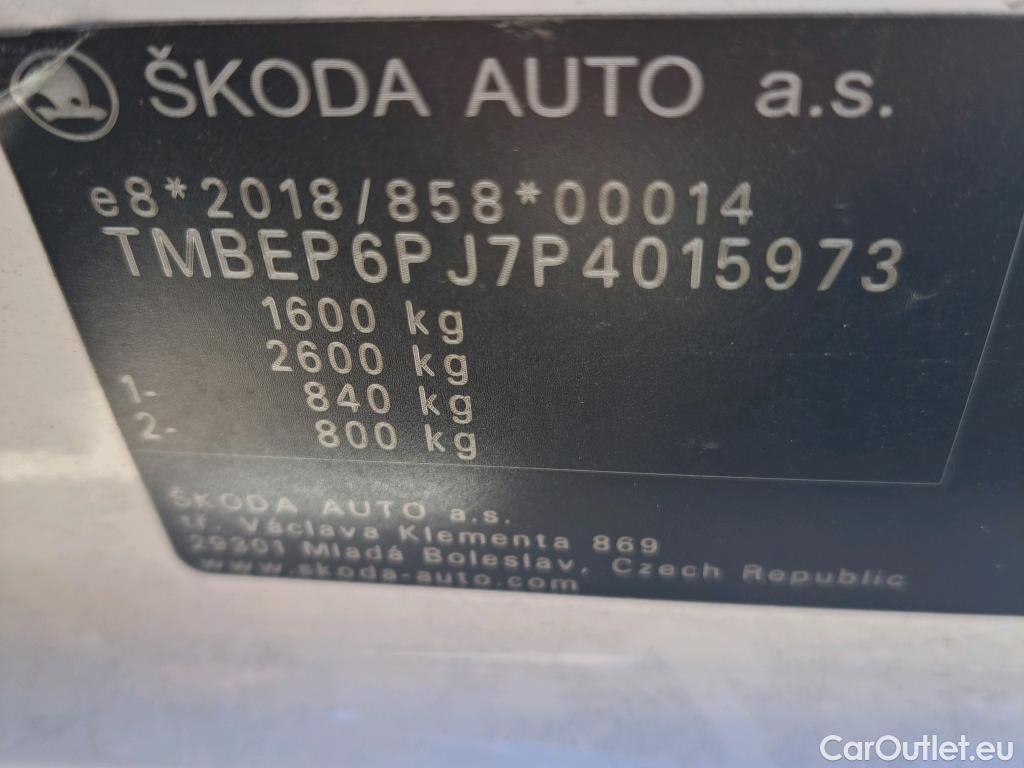 ŠKODA AUTO a.s.
e8*2018/858*00014
TMBEP6PJ7P4015973
1600 kg
2600 kg
1- 840 kg
2- 800 kg
ŠKODA AUTO a.s.
tř. Václava Klementa 869
29301 Mladá Boleslav, Czech Republic
www.skoda-auto.com
CarOutlet.eu